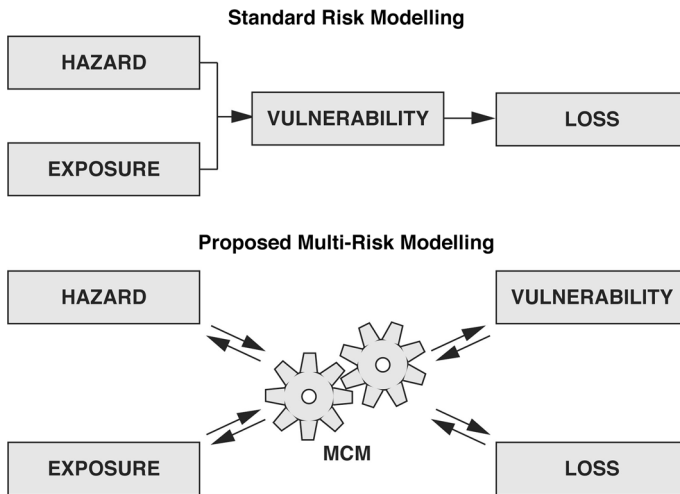 Standard Risk Modelling
HAZARD
VULNERABILITY
LOSS
EXPOSURE
Proposed Multi-Risk Modelling
HAZARD
VULNERABILITY
MCM
EXPOSURE
LOSS